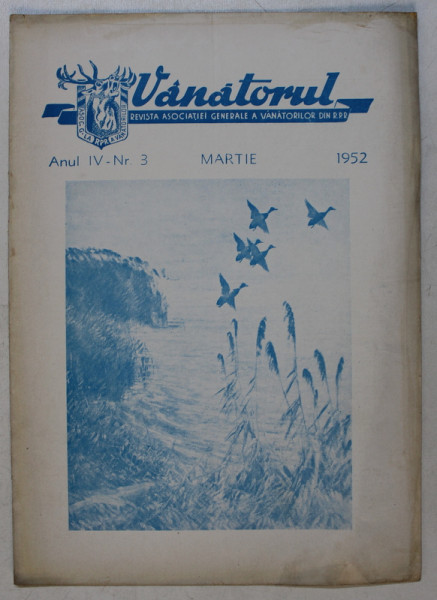 Vânătorul
REVISTA ASOCIAȚIEI GENERALE A VÂNĂTORILOR DIN R.P.R.
Anul IV - Nr. 3 MARTIE 1952